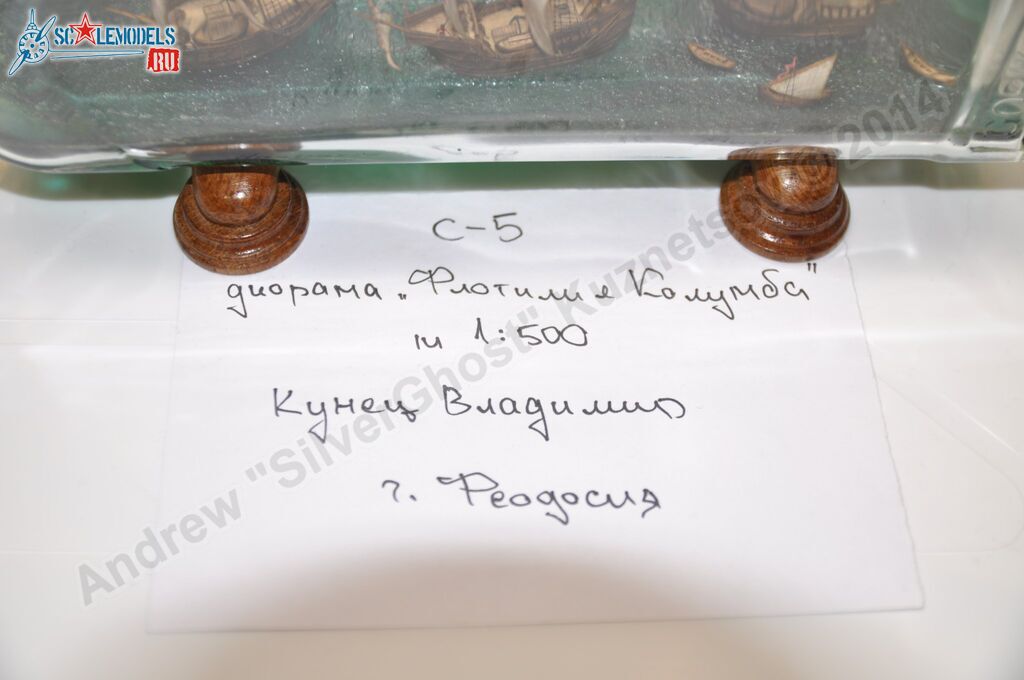 SCALEMODELS
.RU
С-5
диорама „Флотилия Колумба"
м 1:500
Кунец Владимир
г. Феодосия
Andrew "SilverGhost" Kuznetsov © 2014